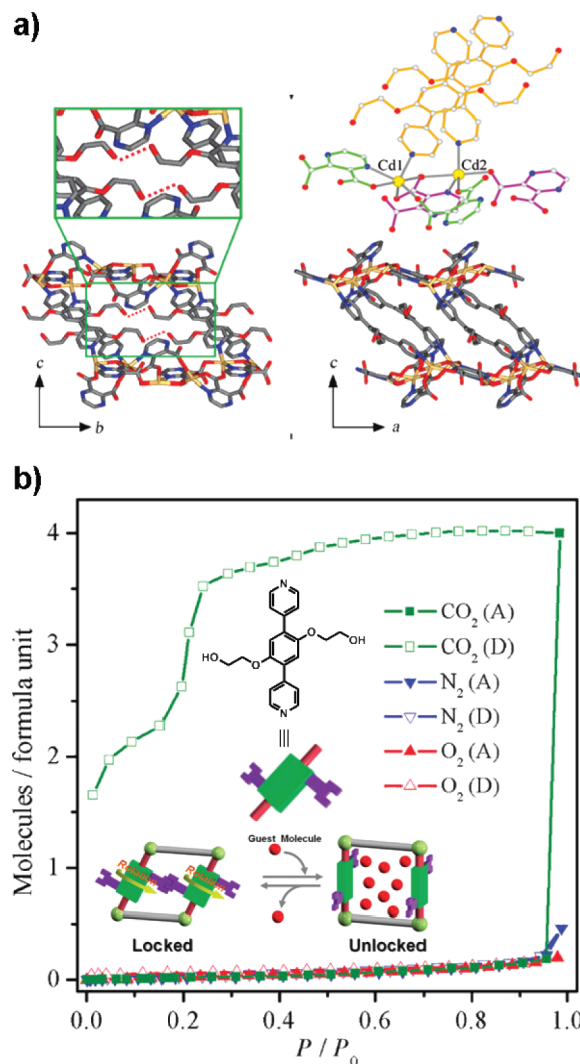 a)
Cd1
Cd2
c
b
c
a
b)
Molecules / formula unit
4
3
2
1
0
0.0
0.2
0.4
0.6
0.8
1.0
P / P0
N
O
OH
HO
O
N
CO2 (A)
CO2 (D)
N2 (A)
N2 (D)
O2 (A)
O2 (D)
Guest Molecule
Locked
Unlocked